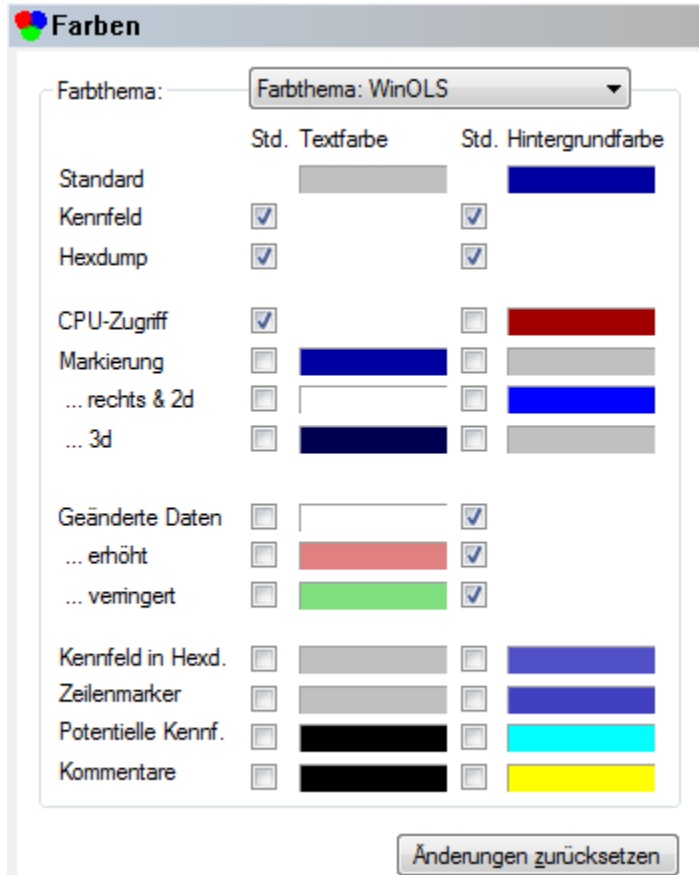 Farben
Farbthema: Farbthema: WinOLS
Std. Textfarbe Std. Hintergrundfarbe
Standard
Kennfeld
Hexdump
CPU-Zugriff
Markierung
... rechts & 2d
... 3d
Geänderte Daten
... erhöht
... verringert
Kennfeld in Hexd.
Zeilenmarker
Potentielle Kennf.
Kommentare
Änderungen zurücksetzen